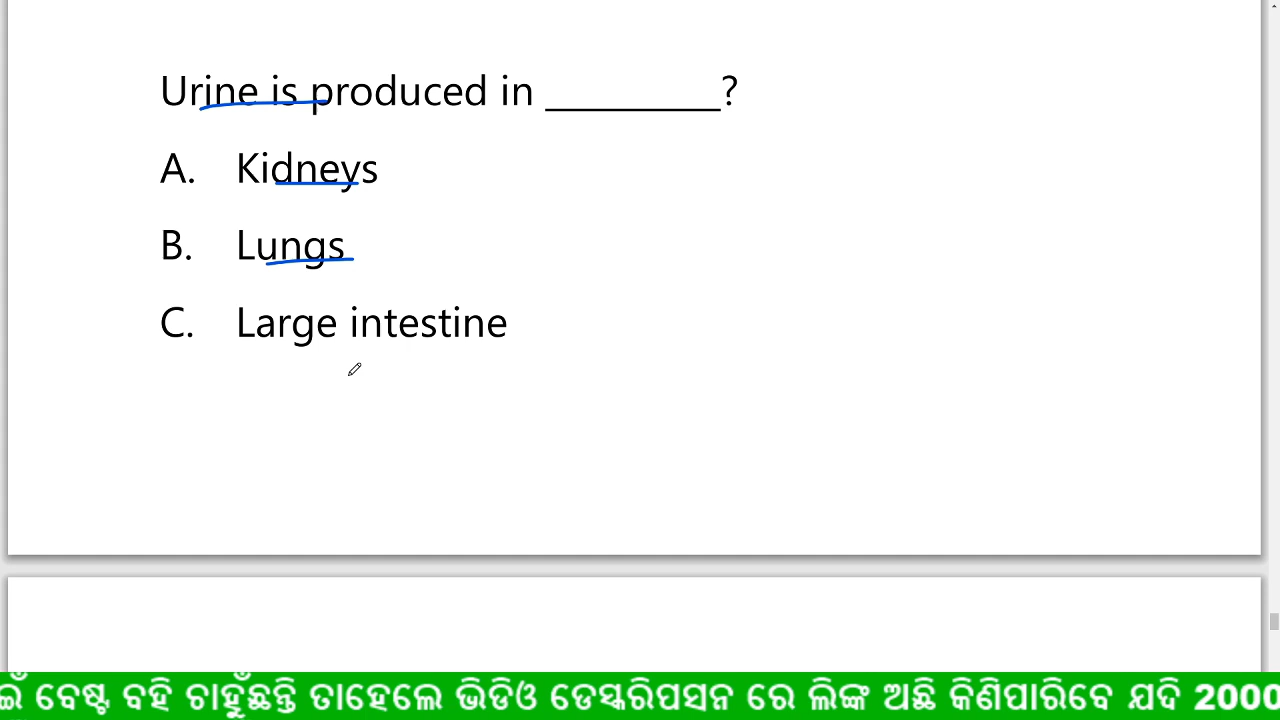 Urine is produced in __________?
A. Kidneys
B. Lungs
C. Large intestine
ବେଷ୍ଟ ବହି ଚାହୁଁଛନ୍ତି ତାହେଲେ ଭିଡିଓ ଡେସ୍କରିପସନ ରେ ଲିଙ୍କ ଅଛି କିଣିପାରିବେ ଯଦି 2000